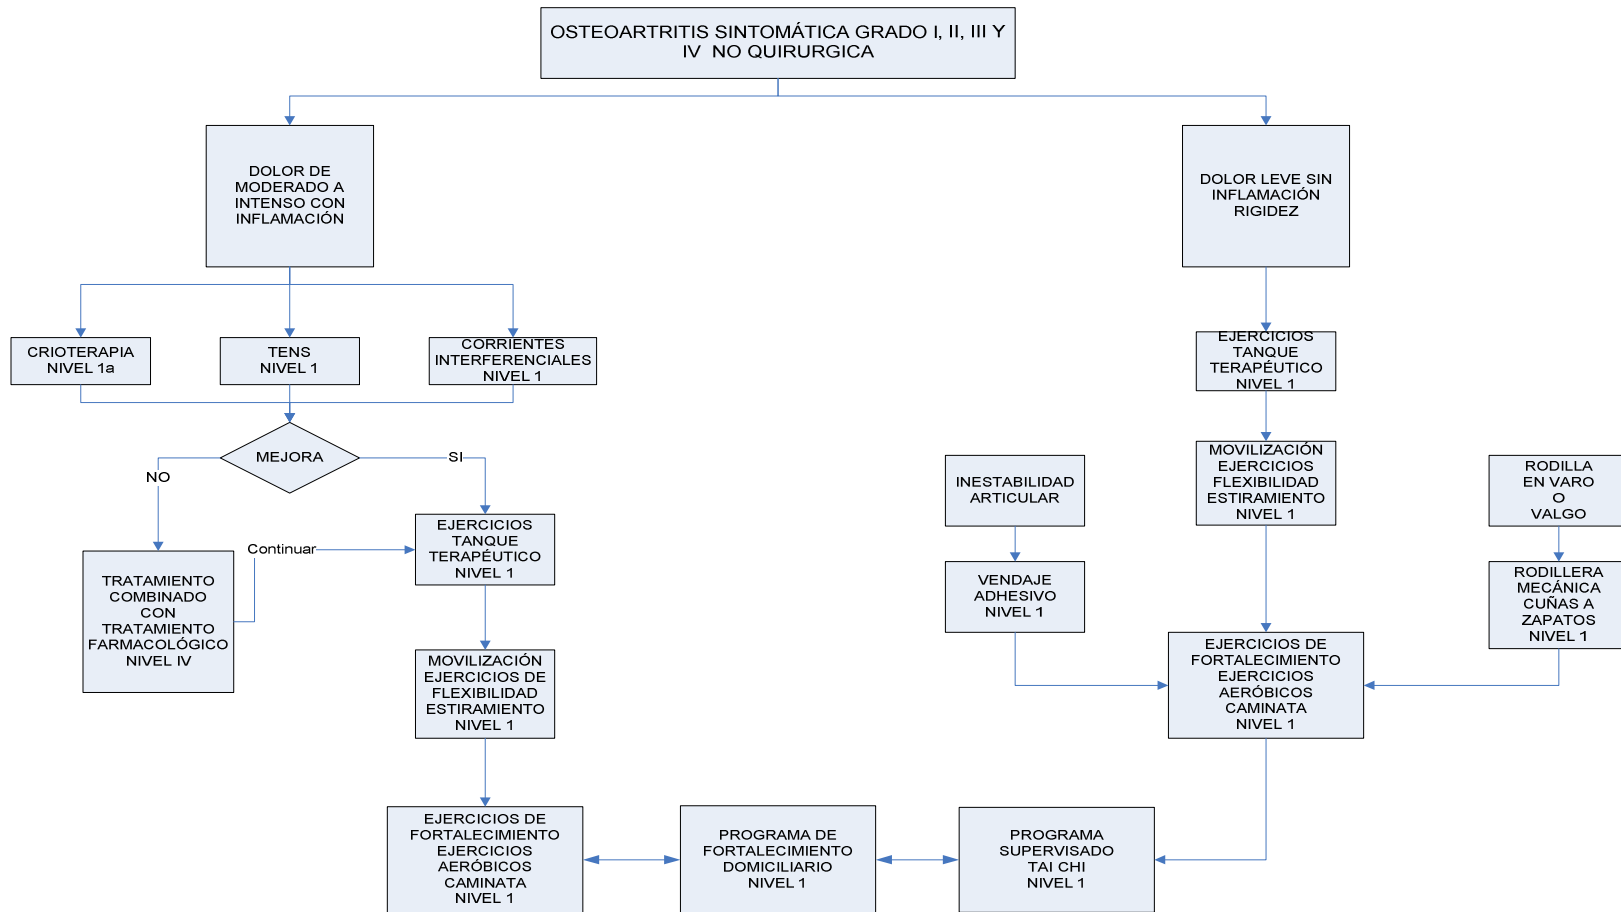 OSTEOARTRITIS SINTOMÁTICA GRADO I, II, III Y
IV NO QUIRURGICA
DOLOR DE
MODERADO A
INTENSO CON
INFLAMACIÓN
DOLOR LEVE SIN
INFLAMACIÓN
RIGIDEZ
CRIOTERAPIA
NIVEL 1a
TENS
NIVEL 1
CORRIENTES
INTERFERENCIALES
NIVEL 1
EJERCICIOS
TANQUE
TERAPÉUTICO
NIVEL 1
MEJORA
NO
SI
MOVILIZACIÓN
EJERCICIOS
FLEXIBILIDAD
ESTIRAMIENTO
NIVEL 1
INESTABILIDAD
ARTICULAR
RODILLA
EN VARO
O
VALGO
Continuar
EJERCICIOS
TANQUE
TERAPÉUTICO
NIVEL 1
TRATAMIENTO
COMBINADO
CON
TRATAMIENTO
FARMACOLÓGICO
NIVEL IV
VENDAJE
ADHESIVO
NIVEL 1
RODILLERA
MECÁNICA
CUÑAS A
ZAPATOS
NIVEL 1
MOVILIZACIÓN
EJERCICIOS DE
FLEXIBILIDAD
ESTIRAMIENTO
NIVEL 1
EJERCICIOS DE
FORTALECIMIENTO
EJERCICIOS
AERÓBICOS
CAMINATA
NIVEL 1
EJERCICIOS DE
FORTALECIMIENTO
EJERCICIOS
AERÓBICOS
CAMINATA
NIVEL 1
PROGRAMA DE
FORTALECIMIENTO
DOMICILIARIO
NIVEL 1
PROGRAMA
SUPERVISADO
TAI CHI
NIVEL 1